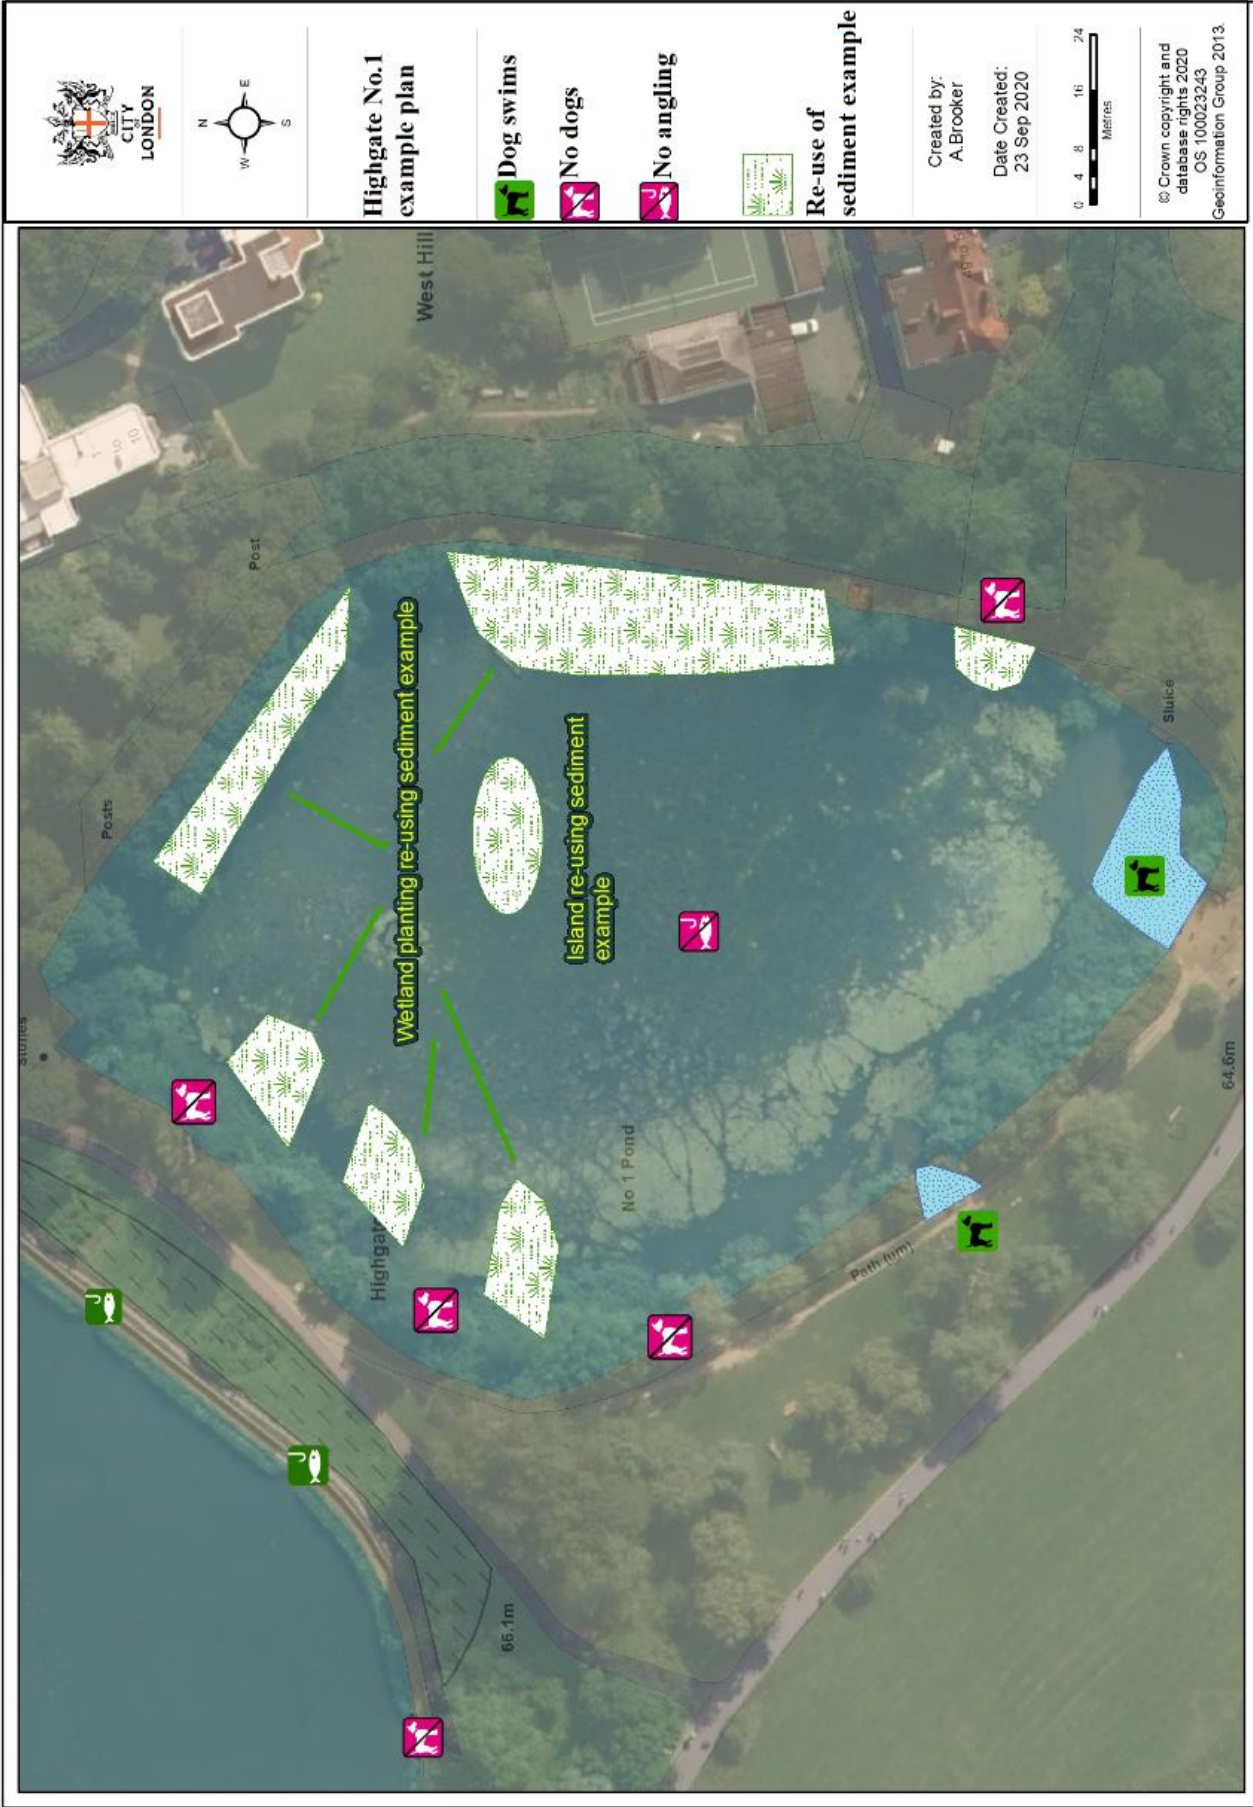 CITY
OF
LONDON
N
W
E
S
Highgate No.1
example plan
Dog swims
No dogs
No angling
Re-use of
sediment example
Created by:
A.Brooker
Date Created:
23 Sep 2020
0 4 8 16 24
Metres
© Crown copyright and
database rights 2020
OS 100023243
Geoinformation Group 2013.
West Hill
10
Post
Posts
Stones
Wetland planting re-using sediment example
Island re-using sediment
example
Highgate
No 1 Pond
Sluice
Path (um)
64.6m
66.1m